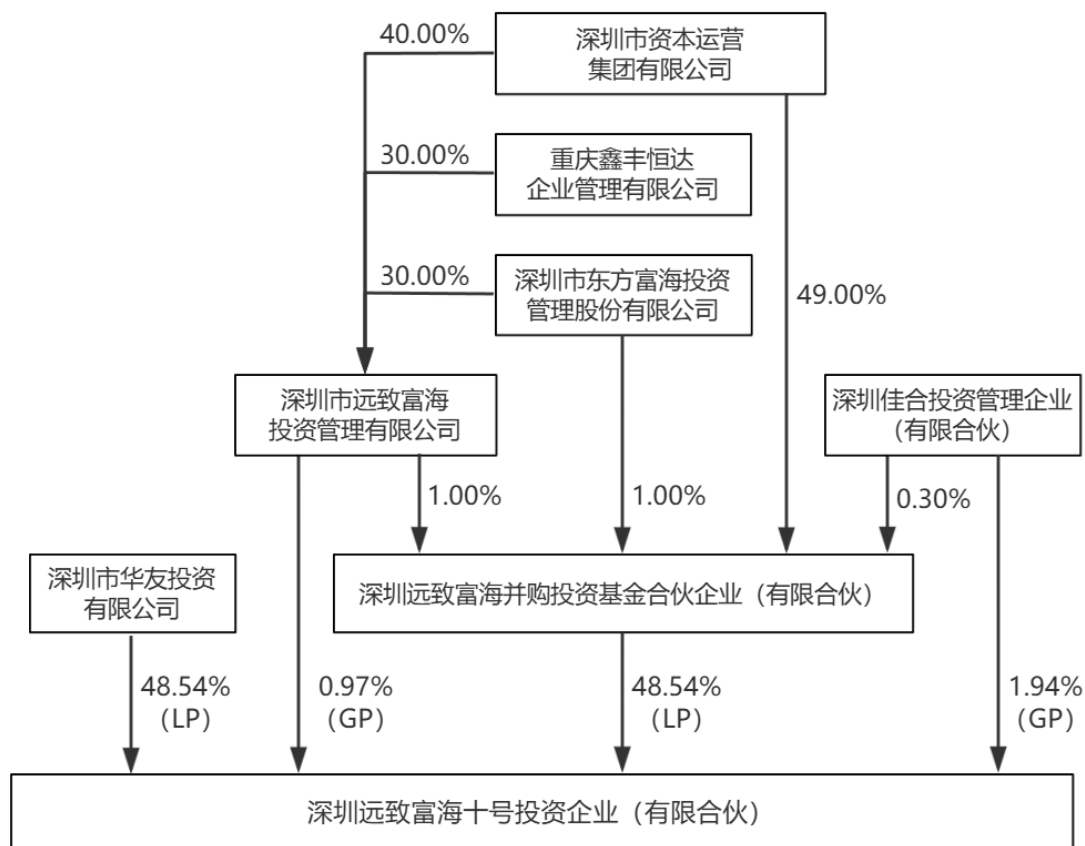 40.00%
深圳市资本运营
集团有限公司
30.00%
重庆鑫丰恒达
企业管理有限公司
30.00%
深圳市东方富海投资
管理股份有限公司
49.00%
深圳市远致富海
投资管理有限公司
深圳佳合投资管理企业
（有限合伙）
1.00%
1.00%
0.30%
深圳市华友投资
有限公司
深圳远致富海并购投资基金合伙企业（有限合伙）
48.54%
（LP）
0.97%
（GP）
48.54%
（LP）
1.94%
（GP）
深圳远致富海十号投资企业（有限合伙）